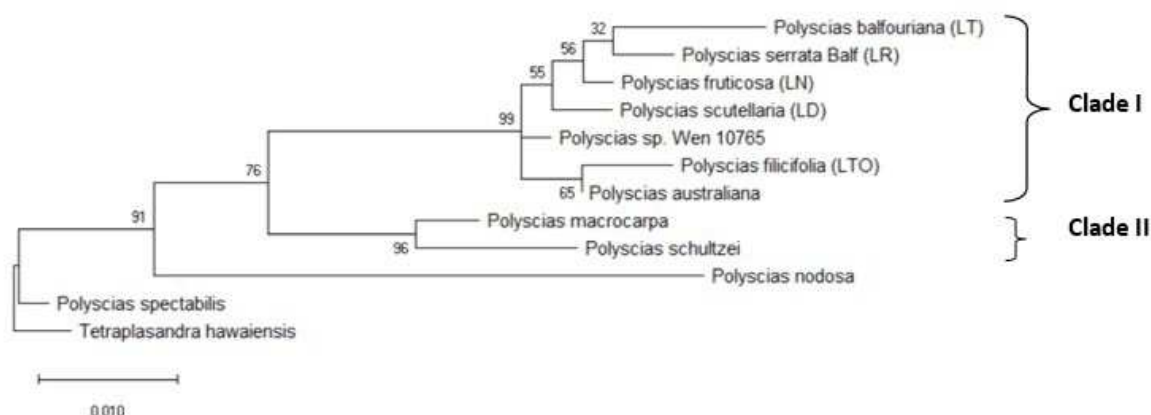 32 Polyscias balfouriana (LT)
56 Polyscias serrata Balf (LR)
55 Polyscias fruticosa (LN)
Clade I
Polyscias scutellaria (LD)
99 Polyscias sp. Wen 10765
76 Polyscias filicifolia (LTO)
65 Polyscias australiana
91 Polyscias macrocarpa
Clade II
96 Polyscias schultzei
Polyscias nodosa
Polyscias spectabilis
Tetraplasandra hawaiensis
0.010